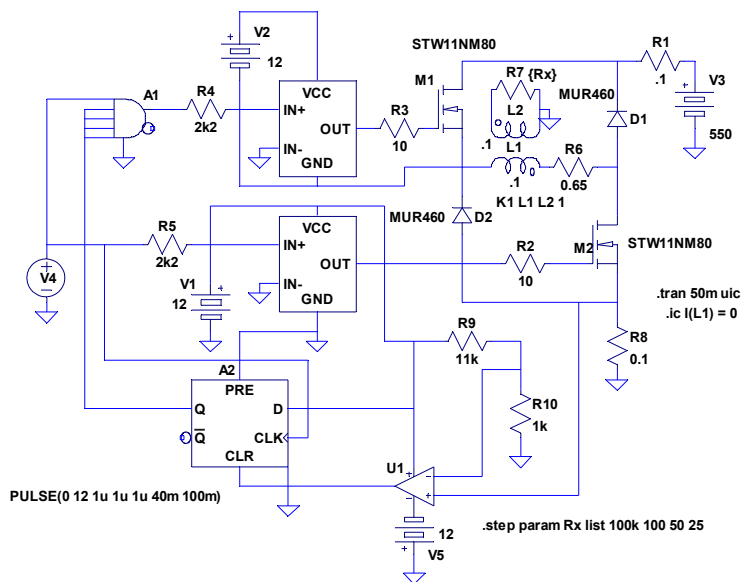 V2
12
STW11NM80
R1
.1
A1
R4
2k2
VCC
IN+
OUT
IN-
GND
R3
10
M1
R7
{Rx}
L2
.1
L1
.1
K1 L1 L2 1
MUR460
D1
V3
550
R6
0.65
R5
2k2
V1
12
VCC
IN+
OUT
IN-
GND
MUR460
D2
M2
STW11NM80
R2
10
V4
.tran 50m uic
.ic I(L1) = 0
R9
11k
R8
0.1
A2
PRE
Q
D
Q
CLK
CLR
R10
1k
U1
PULSE(0 12 1u 1u 1u 40m 100m)
12
V5
.step param Rx list 100k 100 50 25